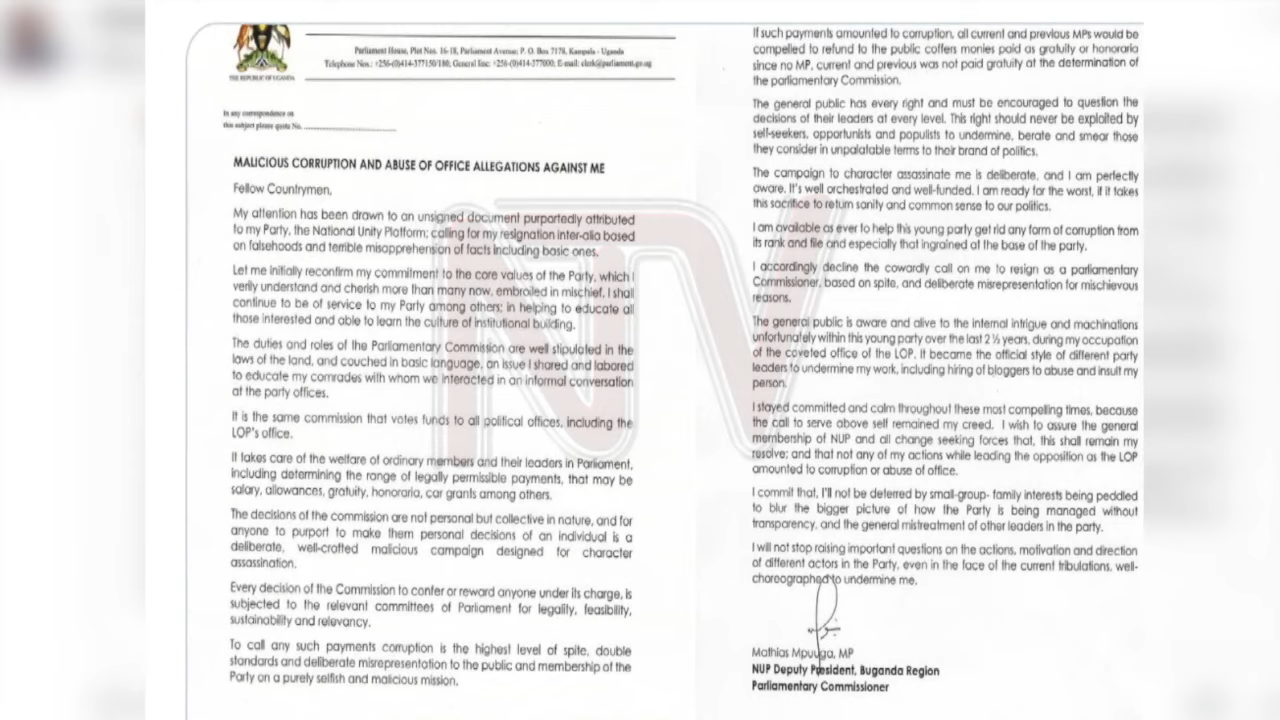 THE REPUBLIC OF UGANDA
Parliament House, Plot Nos. 16-18, Parliament Avenue: P. O. Box 7178, Kampala - Uganda
Telephone Nos.: +256-(0)414-377150/180; General Line: +256-(0)414-377000; E-mail: clerk@parliament.go.ug
In any correspondence on
this subject please quote No.
MALICIOUS CORRUPTION AND ABUSE OF OFFICE ALLEGATIONS AGAINST ME
Fellow Countrymen,
My attention has been drawn to an unsigned document purportedly attributed
to my Party, the National Unity Platform; calling for my resignation inter-alia based
on falsehoods and terrible misapprehension of facts including basic ones.
Let me initially reconfirm my commitment to the core values of the Party, which I
verily understand and cherish more than many now, embroiled in mischief. I shall
continue to be of service to my Party among others; in helping to educate all
those interested and able to learn the culture of institutional building.
The duties and roles of the Parliamentary Commission are well stipulated in the
laws of the land, and couched in basic language, an issue I shared and labored
to educate my comrades with whom we interacted in an informal conversation
at the party offices.
It is the same commission that votes funds to all political offices, including the
LOP's office.
It takes care of the welfare of ordinary members and their leaders in Parliament,
including determining the range of legally permissible payments, that may be
salary, allowances, gratuity, honoraria, car grants among others.
The decisions of the commission are not personal but collective in nature, and for
anyone to purport to make them personal decisions of an individual is a
deliberate, well-crafted malicious campaign designed for character
assassination.
Every decision of the Commission to confer or reward anyone under its charge, is
subjected to the relevant committees of Parliament for legality, feasibility,
sustainability and relevancy.
To call any such payments corruption is the highest level of spite, double
standards and deliberate misrepresentation to the public and membership of the
Party on a purely selfish and malicious mission.
If such payments amounted to corruption, all current and previous MPs would be
compelled to refund to the public coffers monies paid as gratuity or honoraria
since no MP, current and previous was not paid gratuity at the determination of
the parliamentary Commission.
The general public has every right and must be encouraged to question the
decisions of their leaders at every level. This right should never be exploited by
self-seekers, opportunists and populists to undermine, berate and smear those
they consider in unpalatable terms to their brand of politics.
The campaign to character assassinate me is deliberate, and I am perfectly
aware. It's well orchestrated and well-funded. I am ready for the worst, if it takes
this sacrifice to return sanity and common sense to our politics.
I am available as ever to help this young party get rid any form of corruption from
its rank and file and especially that ingrained at the base of the party.
I accordingly decline the cowardly call on me to resign as a parliamentary
Commissioner, based on spite, and deliberate misrepresentation for mischievous
reasons.
The general public is aware and alive to the internal intrigue and machinations
unfortunately within this young party over the last 2 ½ years, during my occupation
of the coveted office of the LOP. It became the official style of different party
leaders to undermine my work, including hiring of bloggers to abuse and insult my
person.
I stayed committed and calm throughout these most compelling times, because
the call to serve above self remained my creed. I wish to assure the general
membership of NUP and all change seeking forces that, this shall remain my
resolve; and that not any of my actions while leading the opposition as the LOP
amounted to corruption or abuse of office.
I commit that, I'll not be deterred by small-group- family interests being peddled
to blur the bigger picture of how the Party is being managed without
transparency, and the general mistreatment of other leaders in the party.
I will not stop raising important questions on the actions, motivation and direction
of different actors in the Party, even in the face of the current tribulations, well-
choreographed to undermine me.
Mathias Mpuuga, MP
NUP Deputy President, Buganda Region
Parliamentary Commissioner
NTV